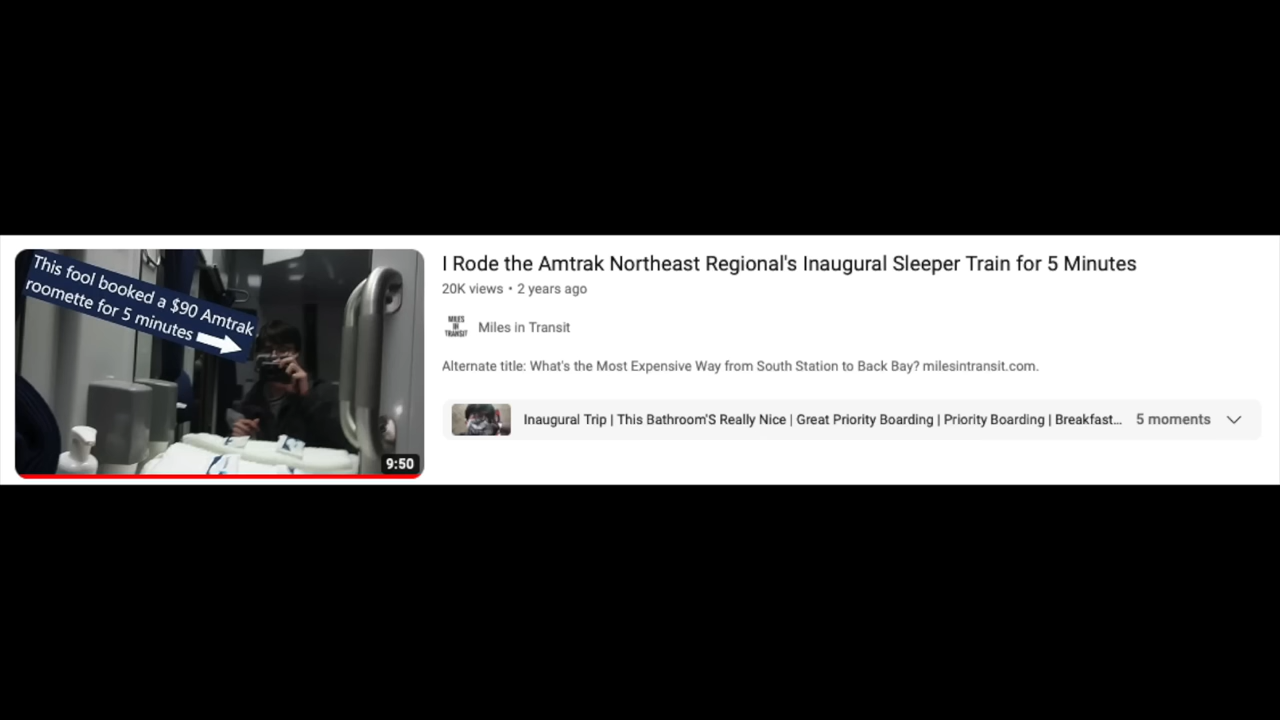 This fool booked a $90 Amtrak
roomette for 5 minutes
9:50
I Rode the Amtrak Northeast Regional's Inaugural Sleeper Train for 5 Minutes
20K views • 2 years ago
MILES
IN
TRANSIT
Miles in Transit
Alternate title: What's the Most Expensive Way from South Station to Back Bay? milesintransit.com.
Inaugural Trip | This Bathroom'S Really Nice | Great Priority Boarding | Priority Boarding | Breakfast... 5 moments